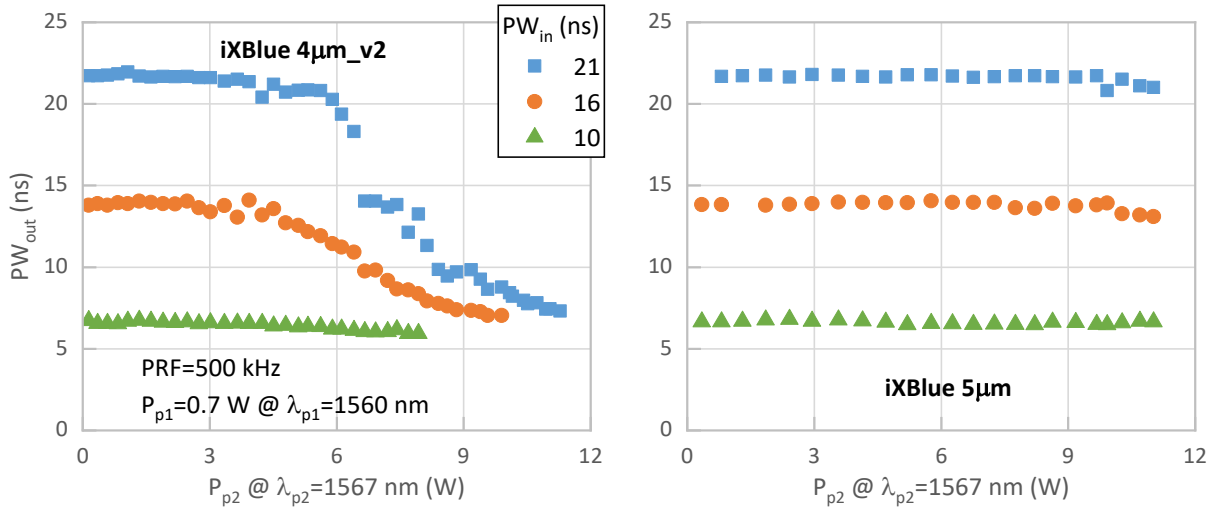 25
20
15
10
5
0
PWout (ns)
iXBlue 4μm_v2
PRF=500 kHz
Pp1=0.7 W @ λp1=1560 nm
0 3 6 9 12
Pp2 @ λp2=1567 nm (W)
PWin (ns)
21
16
10
25
20
15
10
5
0
iXBlue 5μm
0 3 6 9 12
Pp2 @ λp2=1567 nm (W)